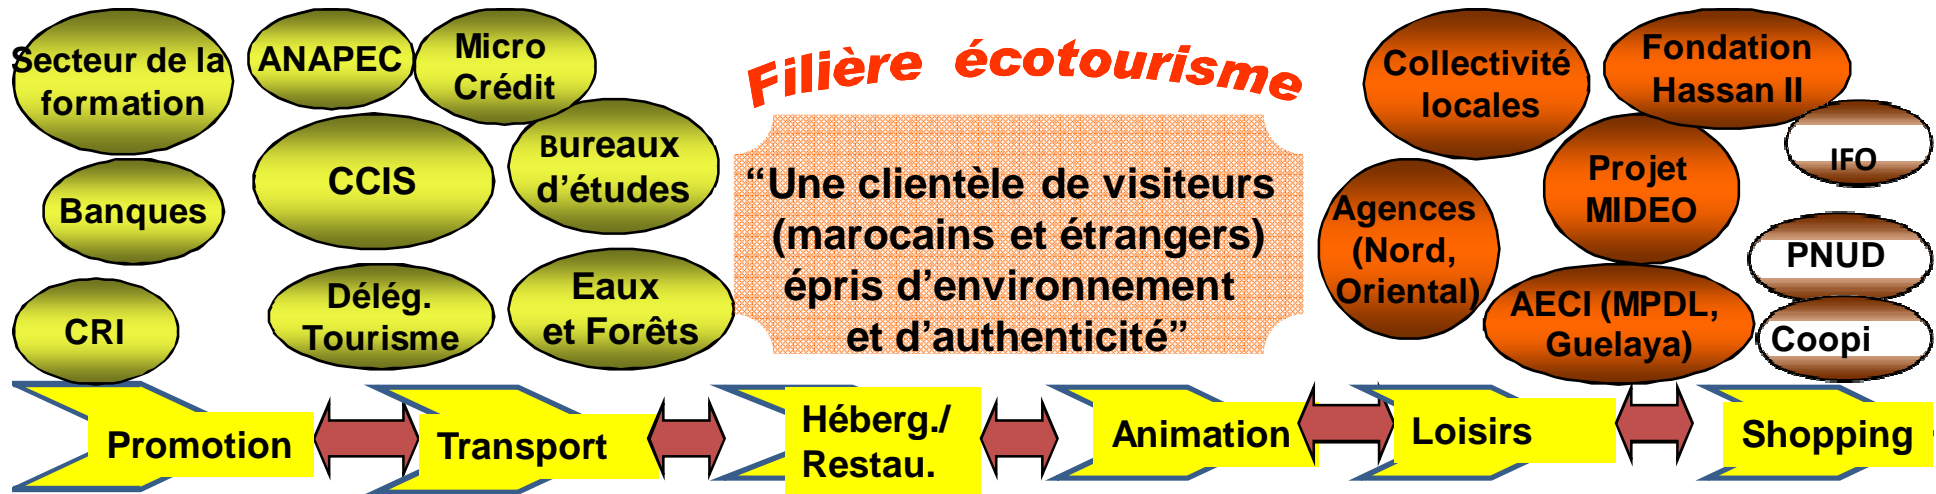 Filière écotourisme
Secteur de la
formation
ANAPEC
Micro
Crédit
Banques
CCIS
Bureaux
d’études
CRI
Délég.
Tourisme
Eaux
et Forêts
“Une clientèle de visiteurs
(marocains et étrangers)
épris d’environnement
et d’authenticité”
Collectivité
locales
Fondation
Hassan II
IFO
Projet
MIDEO
Agences
(Nord,
Oriental)
PNUD
AECI (MPDL,
Guelaya)
Coopi
Promotion
Transport
Héberg./
Restau.
Animation
Loisirs
Shopping